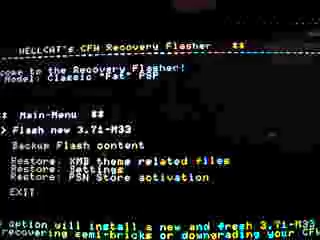 HELLCAT's CFW Recovery Flasher ##
come to the Recovery Flasher!
Model: Classic "Fat" PSP
Main-Menu ##
> Flash new 3.71-M33
Backup Flash content
Restore: XMB theme related files
Restore: Settings
Restore: PSN Store activation
EXIT
option will install a new and fresh 3.71-M33
recovering semi-bricks or downgrading your CFW